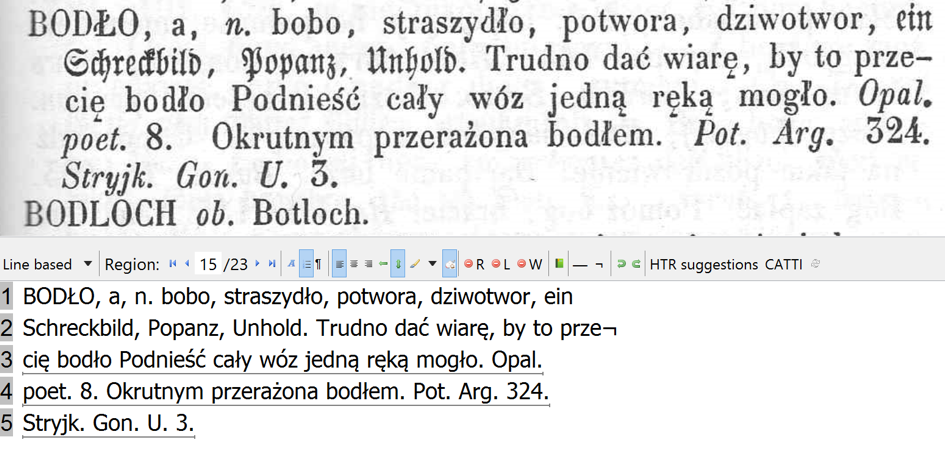 BODŁO, a, n. bobo, straszydło, potwora, dziwotwor, ein
Schreckbild, Popanz, Unhold. Trudno dać wiarę, by to prze-
cię bodło Podnieść cały wóz jedną ręką mogło. Opal.
poet. 8. Okrutnym przerażona bodłem. Pot. Arg. 324.
Stryjk. Gon. U. 3.
BODLOCH ob. Botloch.
Line based Region: 15 /23 ¶ R L W — ¬ HTR suggestions CATTI
1 BODŁO, a, n. bobo, straszydło, potwora, dziwotwor, ein
2 Schreckbild, Popanz, Unhold. Trudno dać wiarę, by to prze¬
3 cię bodło Podnieść cały wóz jedną ręką mogło. Opal.
4 poet. 8. Okrutnym przerażona bodłem. Pot. Arg. 324.
5 Stryjk. Gon. U. 3.